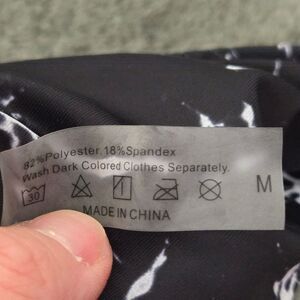 82%Polyester,18%Spandex
Wash Dark Colored Clothes Separately.
30
M
MADE IN CHINA